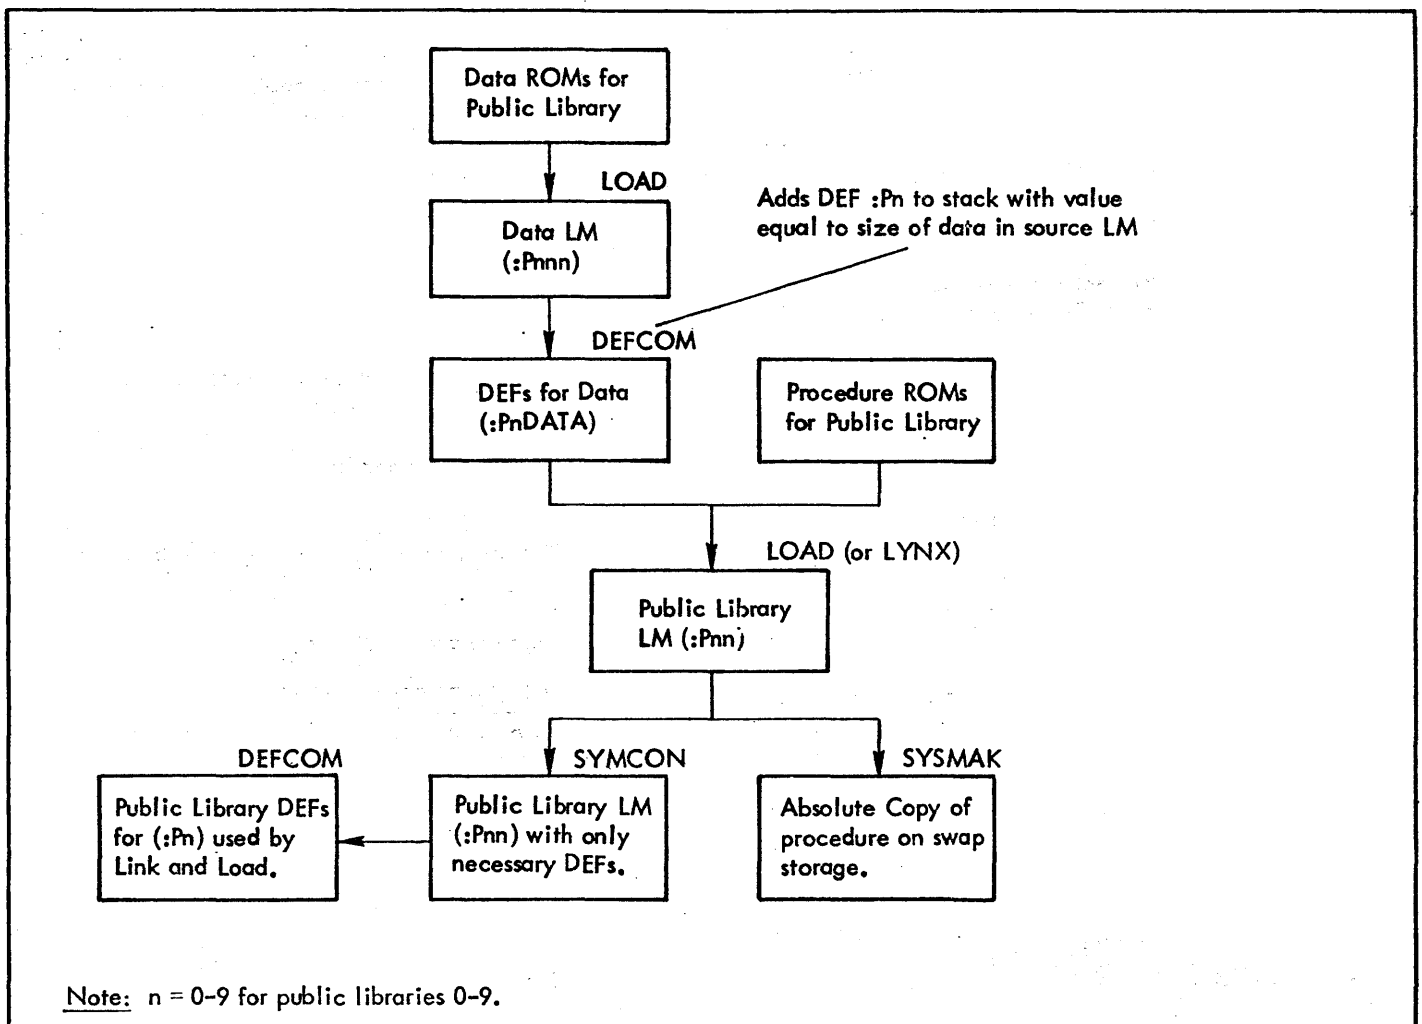 Data ROMs for
Public Library
LOAD
Data LM
(:Pnnn)
Adds DEF :Pn to stack with value
equal to size of data in source LM
DEFCOM
DEFs for Data
(:PnDATA)
Procedure ROMs
for Public Library
LOAD (or LYNX)
Public Library
LM (:Pnn)
DEFCOM
SYMCON
SYSMAK
Public Library DEFs
for (:Pn) used by
Link and Load.
Public Library LM
(:Pnn) with only
necessary DEFs.
Absolute Copy of
procedure on swap
storage.
Note: n = 0-9 for public libraries 0-9.